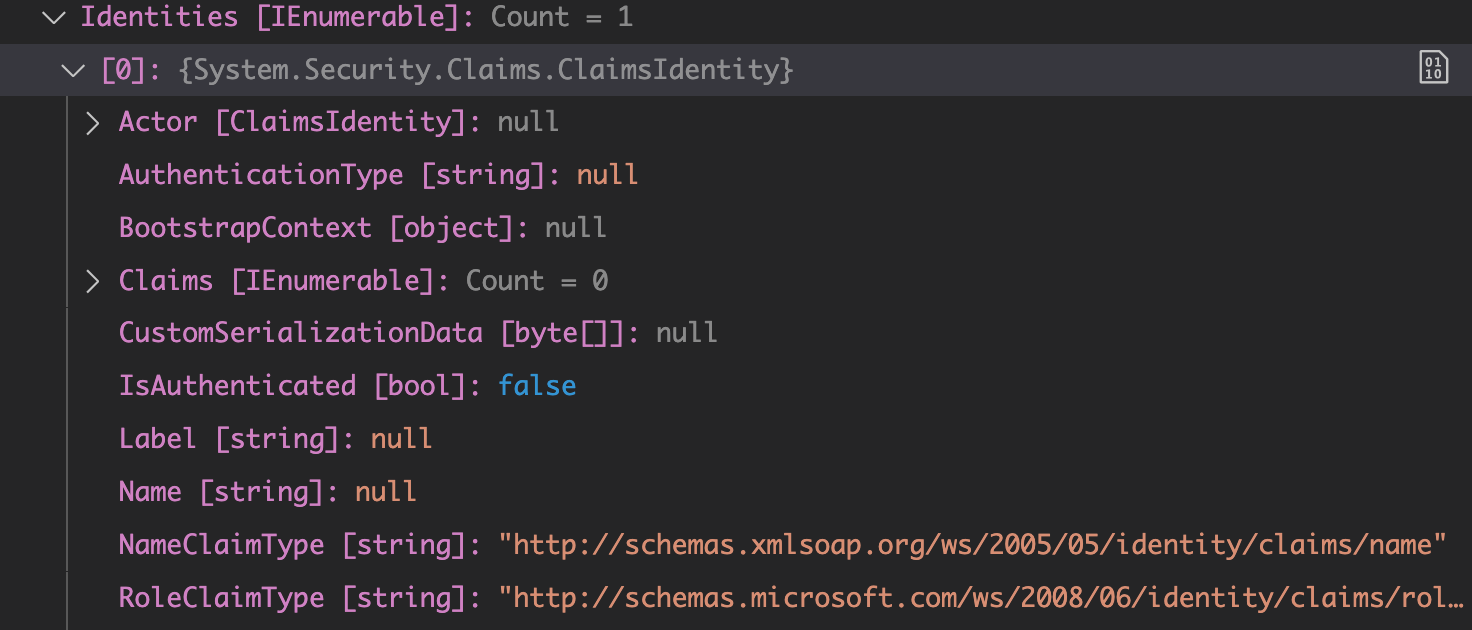 Identities [IEnumerable]: Count = 1
[0]: {System.Security.Claims.ClaimsIdentity}
01
10
Actor [ClaimsIdentity]: null
AuthenticationType [string]: null
BootstrapContext [object]: null
Claims [IEnumerable]: Count = 0
CustomSerializationData [byte[]]: null
IsAuthenticated [bool]: false
Label [string]: null
Name [string]: null
NameClaimType [string]: "http://schemas.xmlsoap.org/ws/2005/05/identity/claims/name"
RoleClaimType [string]: "http://schemas.microsoft.com/ws/2008/06/identity/claims/rol…